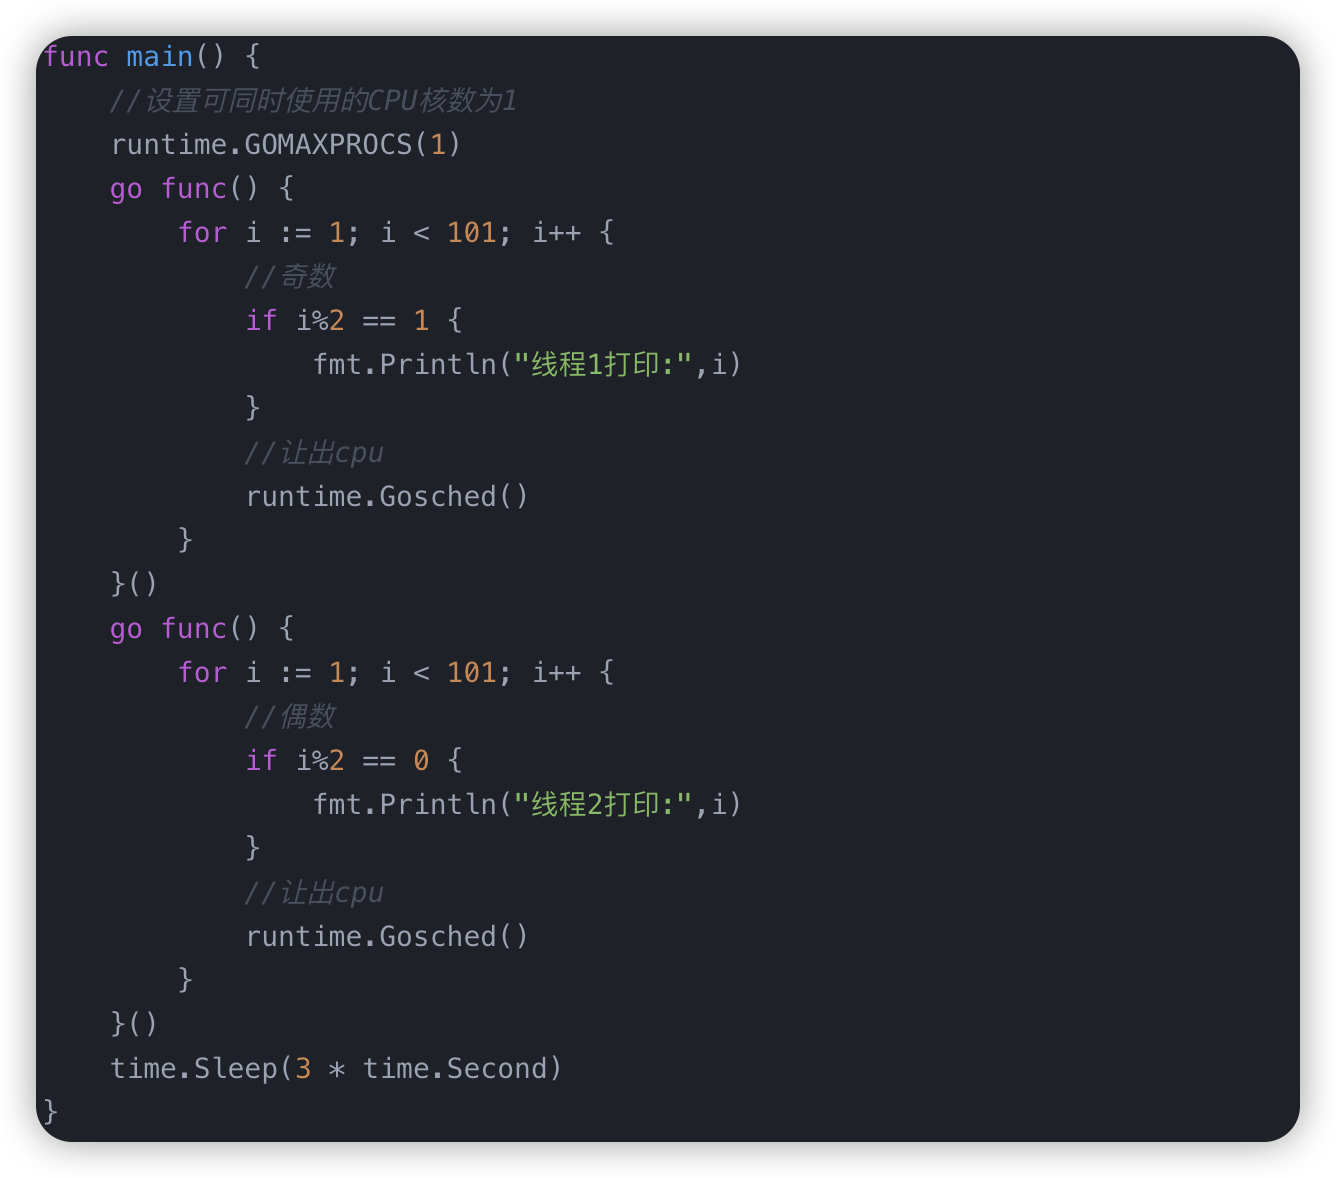 func main() {
    //设置可同时使用的CPU核数为1
    runtime.GOMAXPROCS(1)
    go func() {
        for i := 1; i < 101; i++ {
            //奇数
            if i%2 == 1 {
                fmt.Println("线程1打印:",i)
            }
            //让出cpu
            runtime.Gosched()
        }
    }()
    go func() {
        for i := 1; i < 101; i++ {
            //偶数
            if i%2 == 0 {
                fmt.Println("线程2打印:",i)
            }
            //让出cpu
            runtime.Gosched()
        }
    }()
    time.Sleep(3 * time.Second)
}